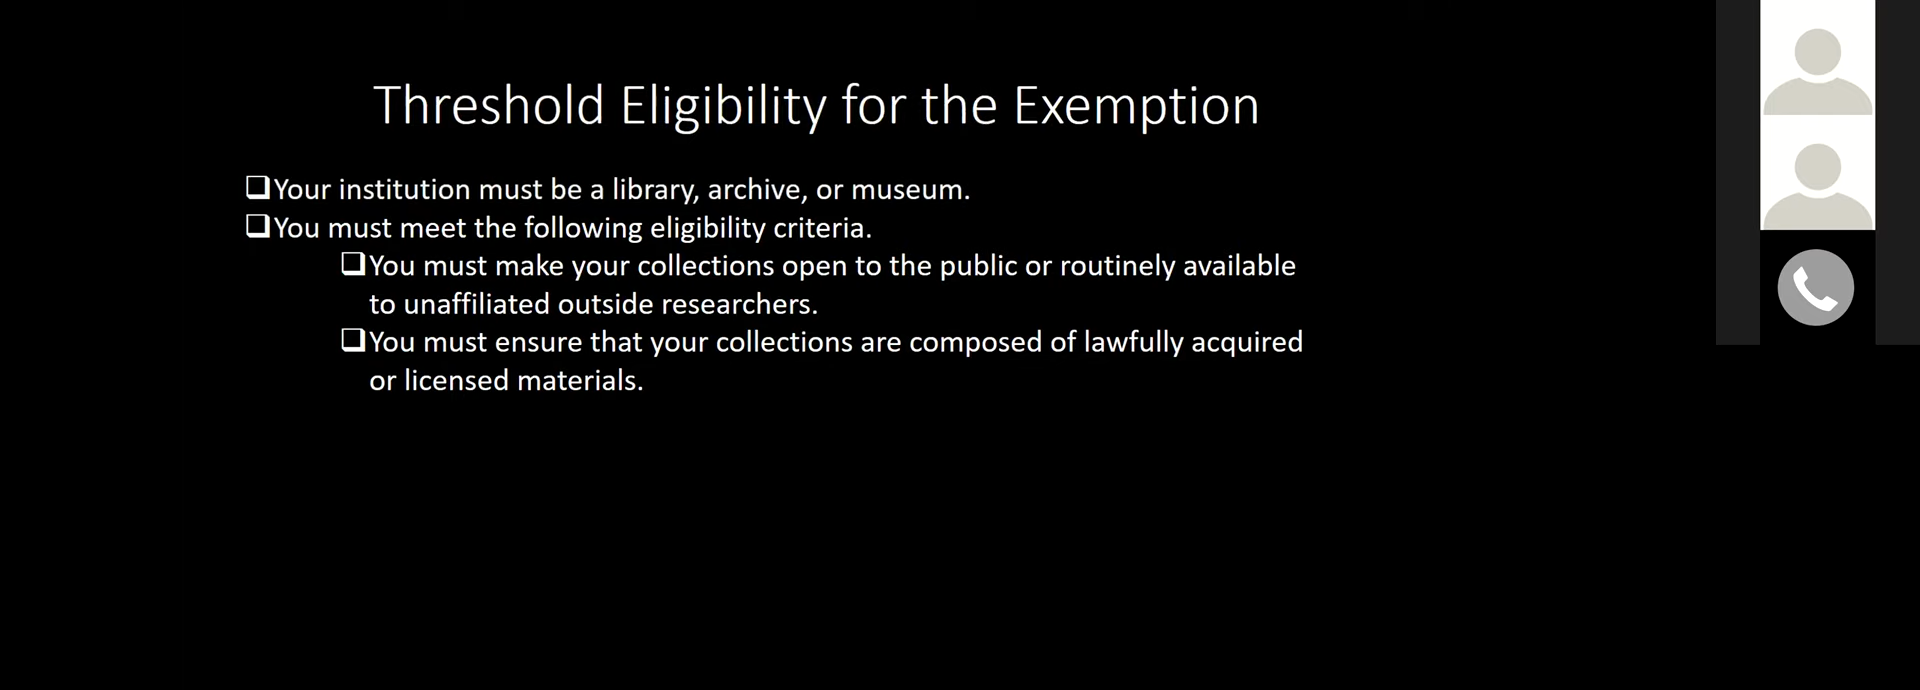 Threshold Eligibility for the Exemption
❑Your institution must be a library, archive, or museum.
❑You must meet the following eligibility criteria.
❑You must make your collections open to the public or routinely available
to unaffiliated outside researchers.
❑You must ensure that your collections are composed of lawfully acquired
or licensed materials.